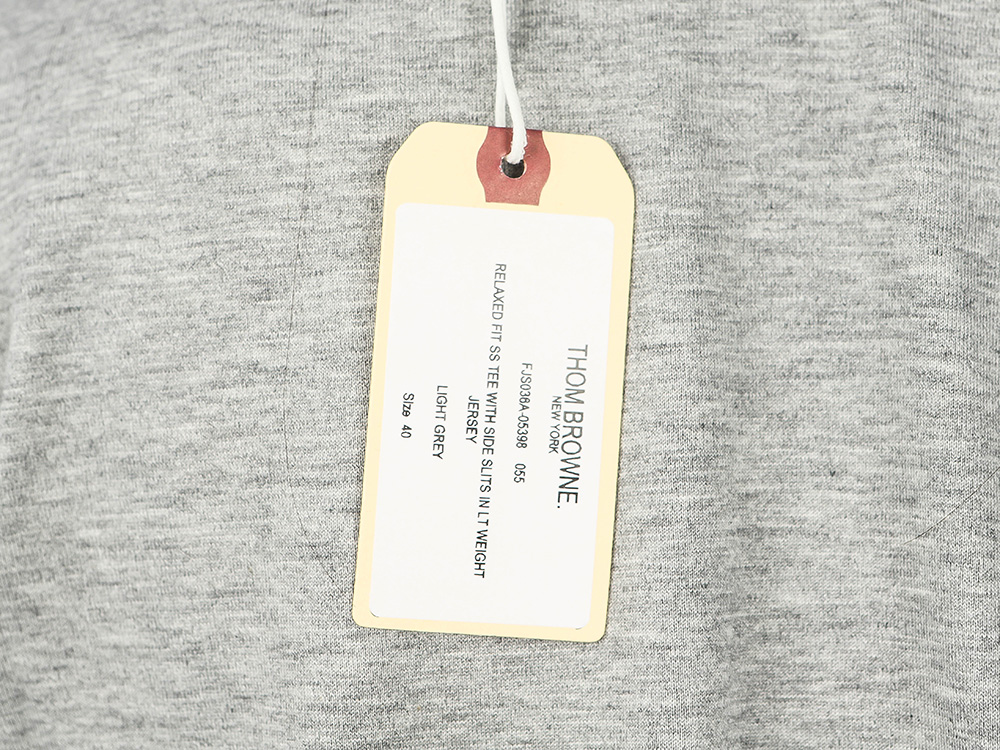 THOM BROWNE.
NEW YORK
FJS036A-05398 055
RELAXED FIT SS TEE WITH SIDE SLITS IN LT WEIGHT
JERSEY
LIGHT GREY
Size 40